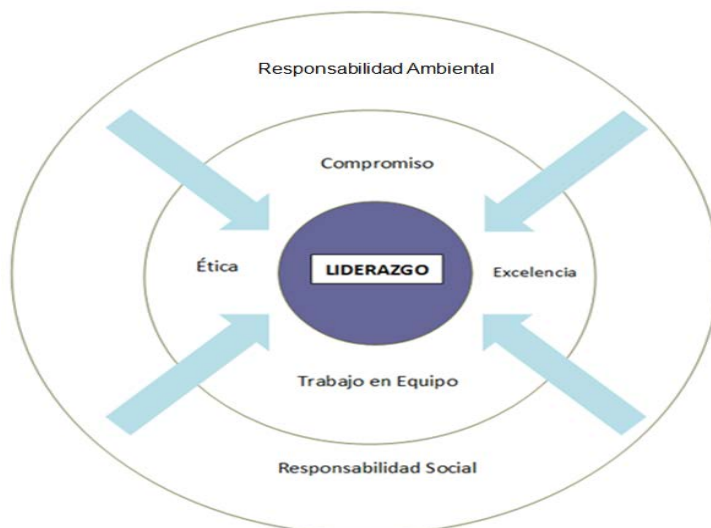 Responsabilidad Ambiental
Compromiso
Ética
LIDERAZGO
Excelencia
Trabajo en Equipo
Responsabilidad Social